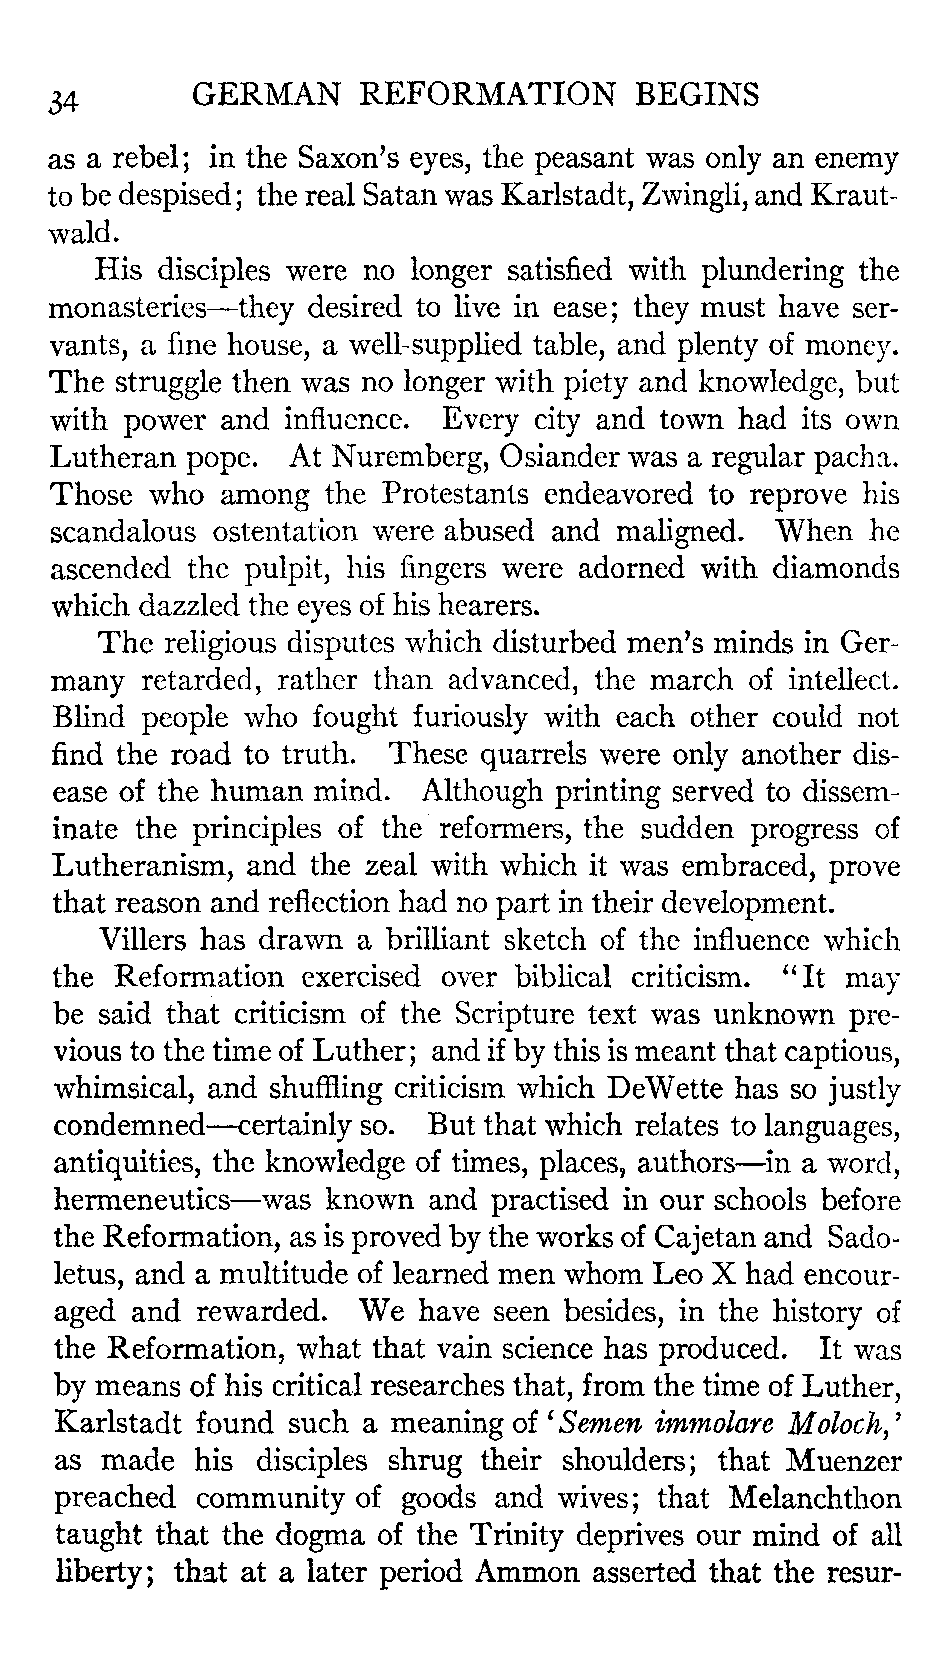 34 GERMAN REFORMATION BEGINS
as a rebel; in the Saxon's eyes, the peasant was only an enemy
to be despised; the real Satan was Karlstadt, Zwingli, and Kraut-
wald.
His disciples were no longer satisfied with plundering the
monasteries—they desired to live in ease; they must have ser-
vants, a fine house, a well-supplied table, and plenty of money.
The struggle then was no longer with piety and knowledge, but
with power and influence. Every city and town had its own
Lutheran pope. At Nuremberg, Osiander was a regular pacha.
Those who among the Protestants endeavored to reprove his
scandalous ostentation were abused and maligned. When he
ascended the pulpit, his fingers were adorned with diamonds
which dazzled the eyes of his hearers.
The religious disputes which disturbed men's minds in Ger-
many retarded, rather than advanced, the march of intellect.
Blind people who fought furiously with each other could not
find the road to truth. These quarrels were only another dis-
ease of the human mind. Although printing served to dissem-
inate the principles of the reformers, the sudden progress of
Lutheranism, and the zeal with which it was embraced, prove
that reason and reflection had no part in their development.
Villers has drawn a brilliant sketch of the influence which
the Reformation exercised over biblical criticism. "It may
be said that criticism of the Scripture text was unknown pre-
vious to the time of Luther; and if by this is meant that captious,
whimsical, and shuffling criticism which DeWette has so justly
condemned—certainly so. But that which relates to languages,
antiquities, the knowledge of times, places, authors—in a word,
hermeneutics—was known and practised in our schools before
the Reformation, as is proved by the works of Cajetan and Sado-
letus, and a multitude of learned men whom Leo X had encour-
aged and rewarded. We have seen besides, in the history of
the Reformation, what that vain science has produced. It was
by means of his critical researches that, from the time of Luther,
Karlstadt found such a meaning of 'Semen immolare Moloch,'
as made his disciples shrug their shoulders; that Muenzer
preached community of goods and wives; that Melanchthon
taught that the dogma of the Trinity deprives our mind of all
liberty; that at a later period Ammon asserted that the resur-